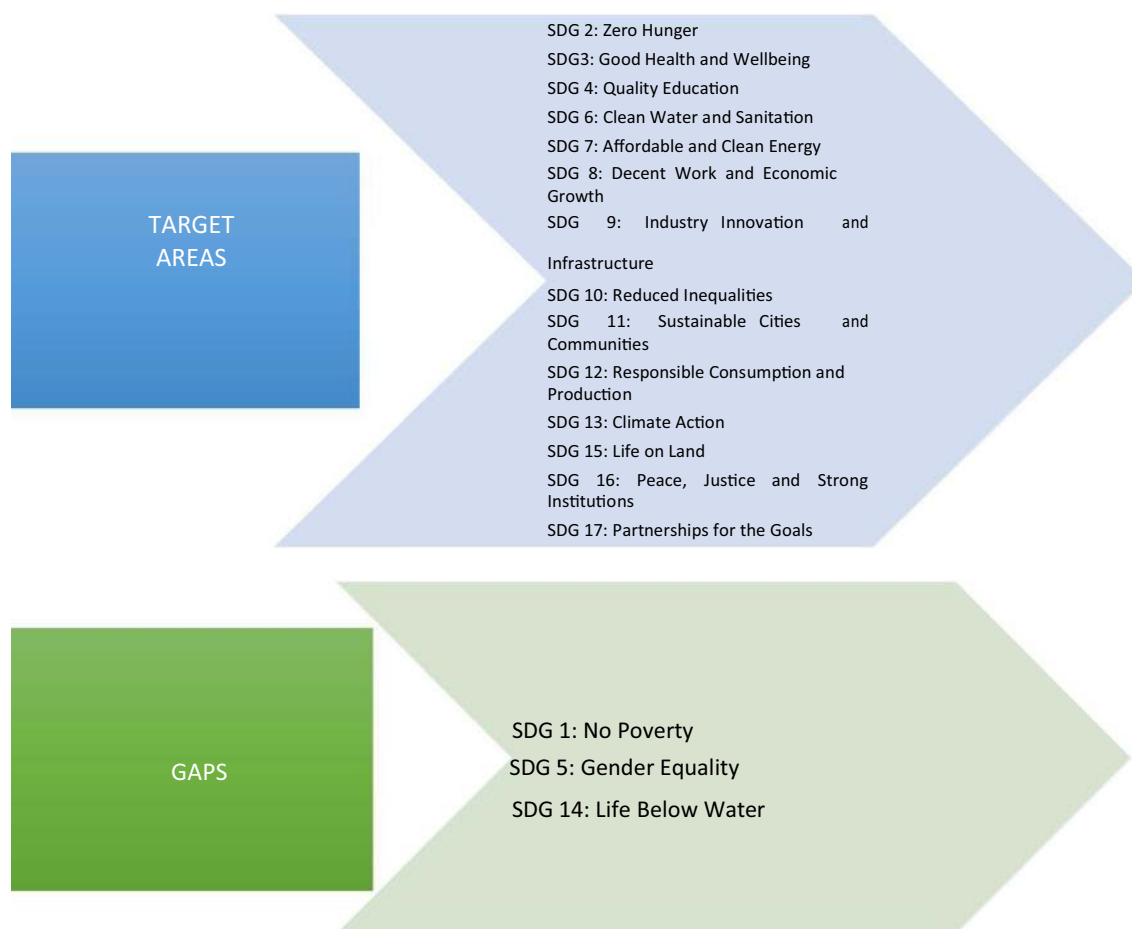 TARGET
AREAS
SDG 2: Zero Hunger
SDG3: Good Health and Wellbeing
SDG 4: Quality Education
SDG 6: Clean Water and Sanitation
SDG 7: Affordable and Clean Energy
SDG 8: Decent Work and Economic
Growth
SDG 9: Industry Innovation and
Infrastructure
SDG 10: Reduced Inequalities
SDG 11: Sustainable Cities and
Communities
SDG 12: Responsible Consumption and
Production
SDG 13: Climate Action
SDG 15: Life on Land
SDG 16: Peace, Justice and Strong
Institutions
SDG 17: Partnerships for the Goals
GAPS
SDG 1: No Poverty
SDG 5: Gender Equality
SDG 14: Life Below Water